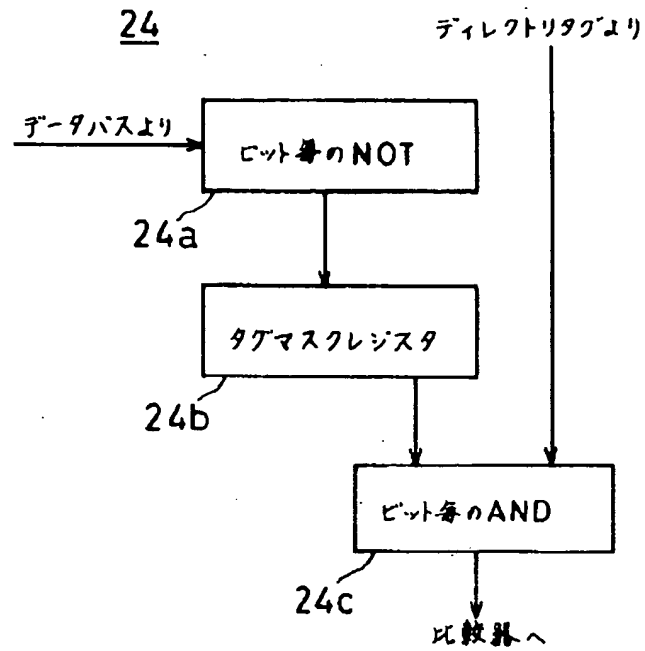 24
ディレクトリタグより
データバスより
ビット毎のNOT
24a
タグマスクレジスタ
24b
ビット毎のAND
24c
比較器へ